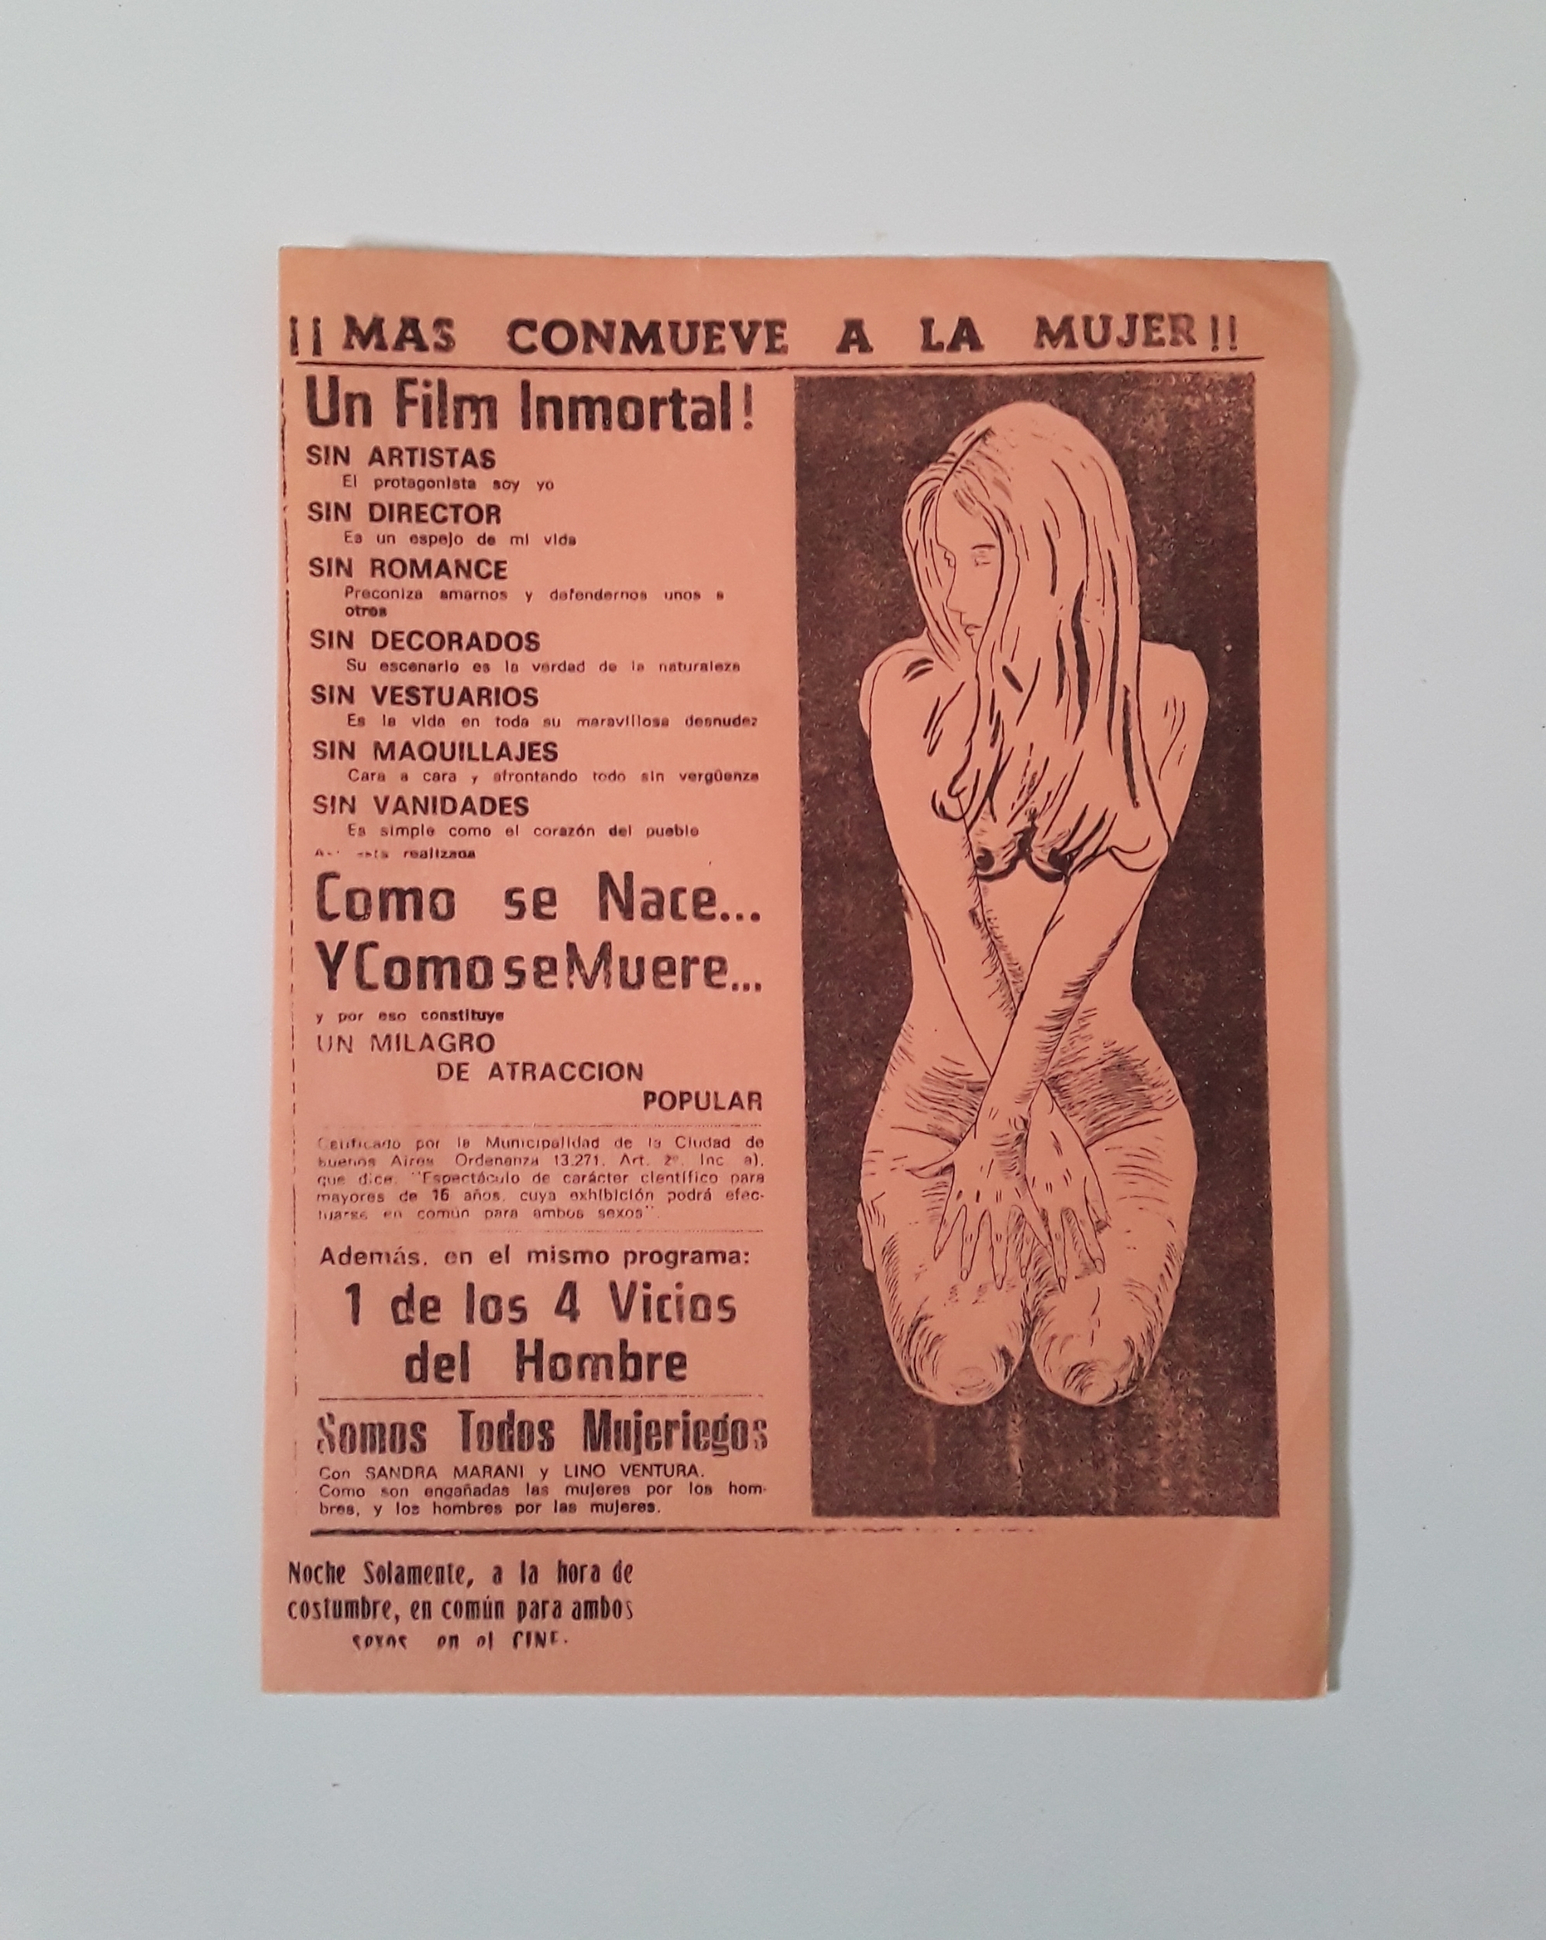 ¡¡MAS CONMUEVE A LA MUJER!!
Un Film Inmortal!
SIN ARTISTAS
El protagonista soy yo
SIN DIRECTOR
Es un espejo de mi vida
SIN ROMANCE
Preconiza amarnos y defendernos unos a
otros
SIN DECORADOS
Su escenario es la verdad de la naturaleza
SIN VESTUARIOS
Es la vida en toda su maravillosa desnudez
SIN MAQUILLAJES
Cara a cara y afrontando todo sin vergüenza
SIN VANIDADES
Es simple como el corazón del pueblo
realizada
Como se Nace...
Y Como se Muere...
y por eso constituye
UN MILAGRO
DE ATRACCION
POPULAR
Calificado por la Municipalidad de la Ciudad de
buenos Aires Ordenanza 13.271, Art. 2º. Inc a),
que dice: "Espectáculo de carácter científico para
mayores de 16 años, cuya exhibición podrá efec-
tuarse en común para ambos sexos".
Además, en el mismo programa:
1 de los 4 Vicios
del Hombre
Somos Todos Mujeriegos
Con SANDRA MARANI y LINO VENTURA.
Como son engañadas las mujeres por los hom-
bres, y los hombres por las mujeres.
Noche Solamente, a la hora de
costumbre, en común para ambos
sexos en el CINE.